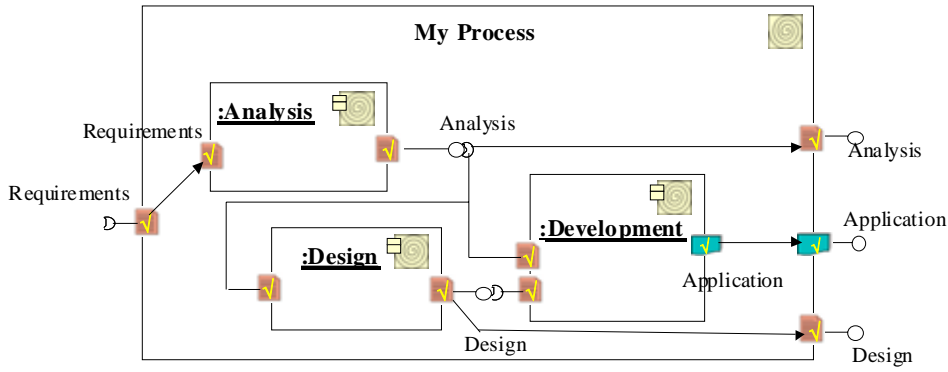 My Process
:Analysis
Analysis
Requirements
Analysis
Requirements
Application
:Development
:Design
Application
Design
Design